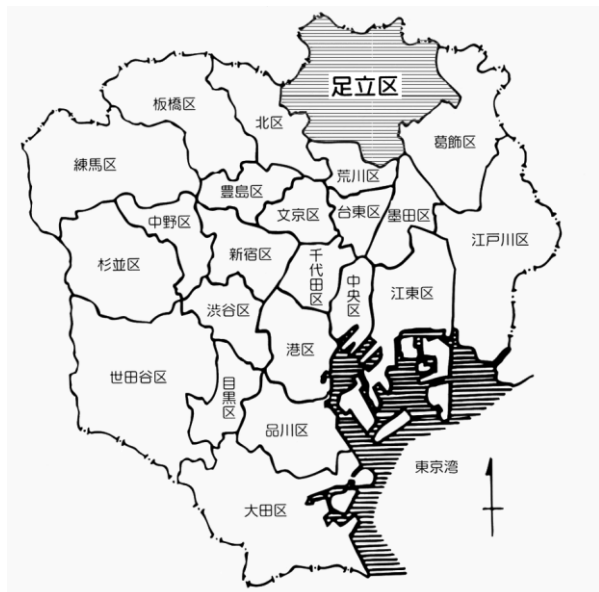 足立区
板橋区
北区
葛飾区
練馬区
荒川区
豊島区
文京区
台東区
墨田区
中野区
江戸川区
杉並区
新宿区
千代田区
中央区
江東区
渋谷区
港区
世田谷区
目黒区
品川区
東京湾
大田区